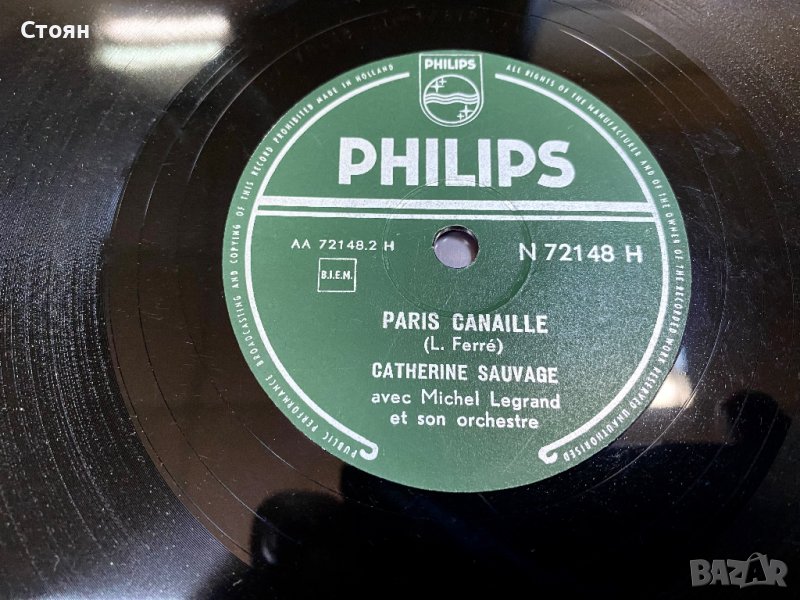 Стоян
PHILIPS
PHILIPS
AA 72148.2 H
N 72148 H
B.I.E.M.
PARIS CANAILLE
(L. Ferré)
CATHERINE SAUVAGE
avec Michel Legrand
et son orchestre
PUBLIC PERFORMANCE BROADCASTING AND COPYING OF THIS RECORD PROHIBITED MADE IN HOLLAND
ALL RIGHTS OF THE MANUFACTURER AND OF THE OWNER OF THE RECORDED WORK RESERVED UNAUTHORISED
BAZAR